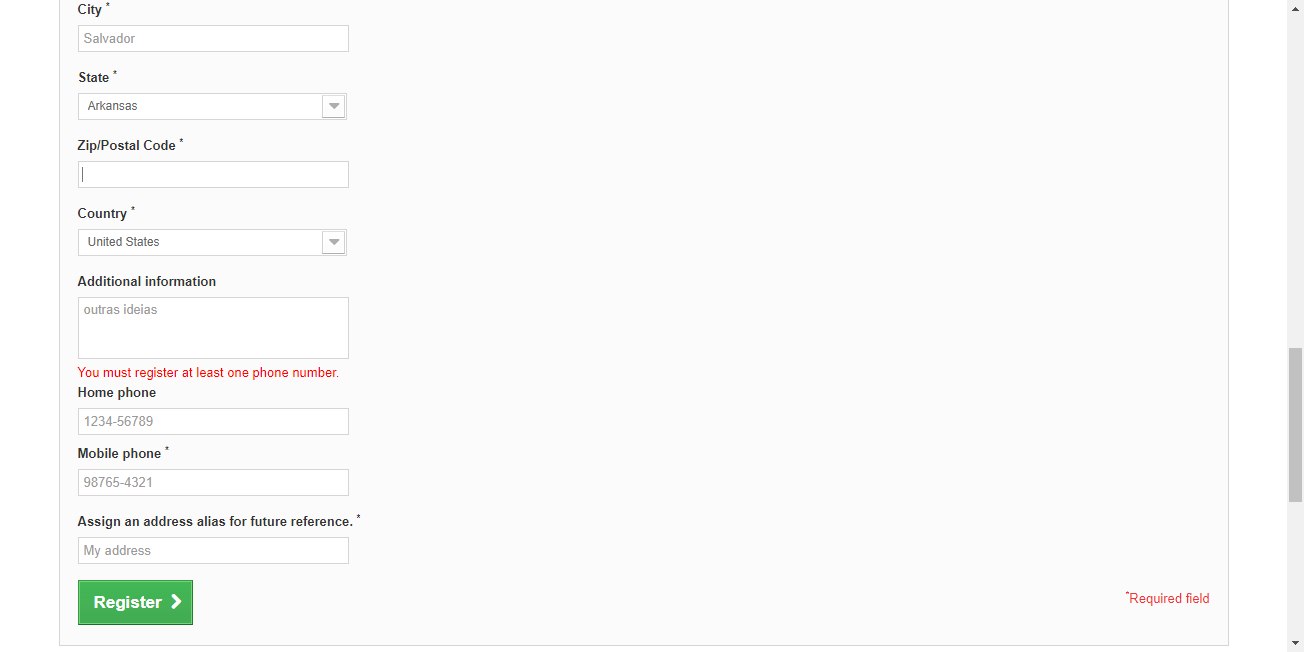 City *
Salvador
State *
Arkansas
Zip/Postal Code *
Country *
United States
Additional information
outras ideias
You must register at least one phone number.
Home phone
1234-56789
Mobile phone *
98765-4321
Assign an address alias for future reference. *
My address
Register
*Required field